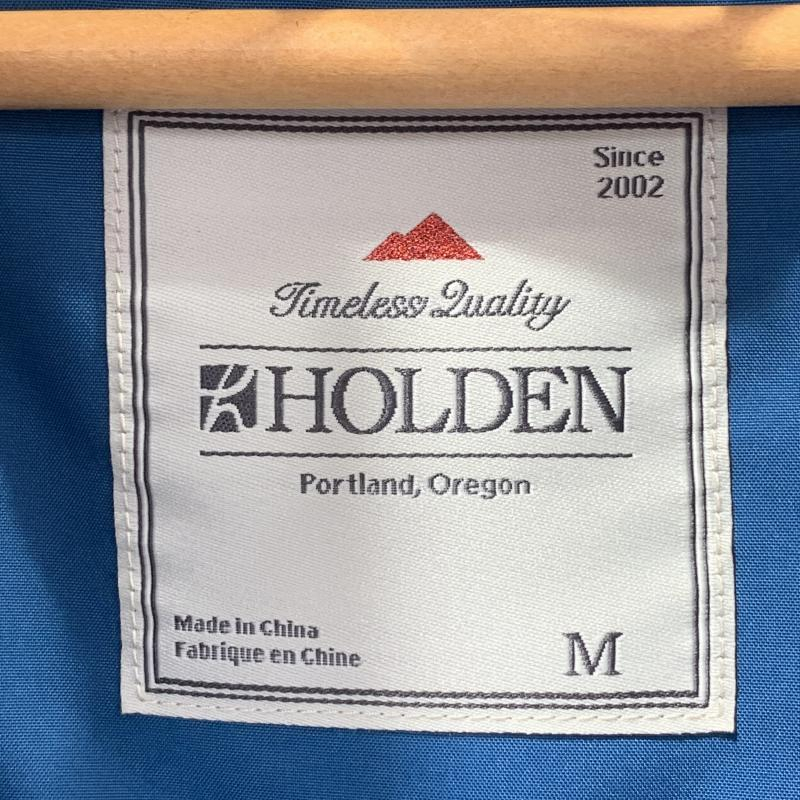 Since
2002
Timeless Quality
HOLDEN
Portland, Oregon
Made in China
Fabrique en Chine
M